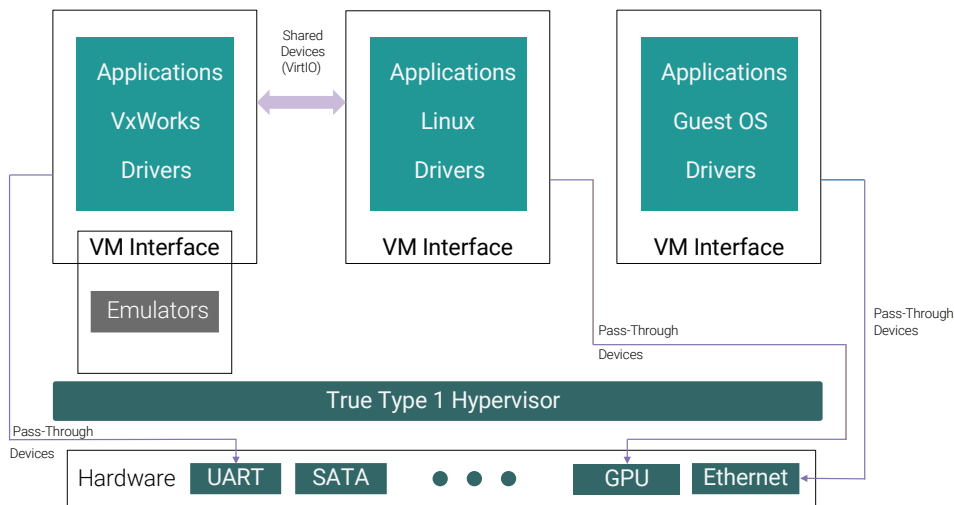 Shared
Devices
(VirtIO)
Applications
VxWorks
Drivers
VM Interface
Emulators
Applications
Linux
Drivers
VM Interface
Applications
Guest OS
Drivers
VM Interface
Pass-Through
Devices
Pass-Through
Devices
True Type 1 Hypervisor
Pass-Through
Devices
Hardware
UART
SATA
GPU
Ethernet